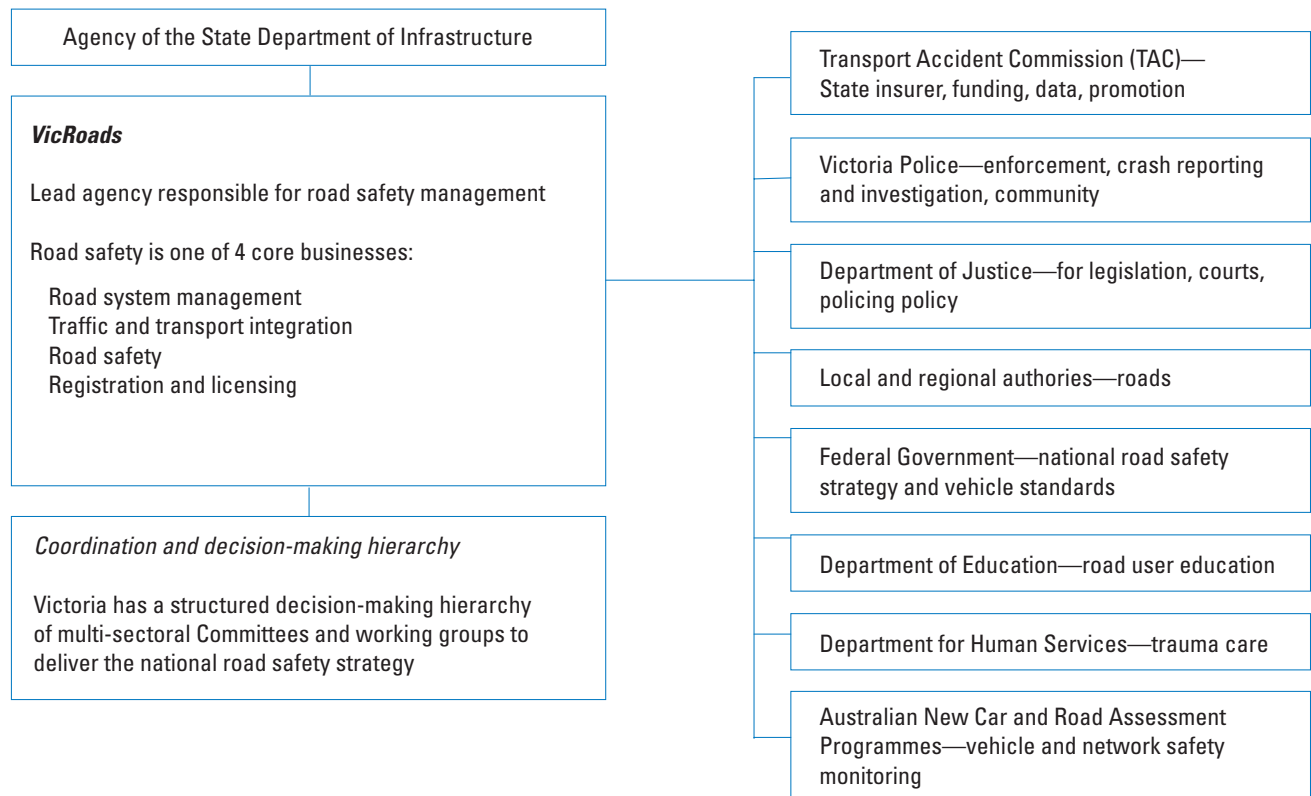 Agency of the State Department of Infrastructure
VicRoads
Lead agency responsible for road safety management
Road safety is one of 4 core businesses:
Road system management
Traffic and transport integration
Road safety
Registration and licensing
Coordination and decision-making hierarchy
Victoria has a structured decision-making hierarchy
of multi-sectoral Committees and working groups to
deliver the national road safety strategy
Transport Accident Commission (TAC)—
State insurer, funding, data, promotion
Victoria Police—enforcement, crash reporting
and investigation, community
Department of Justice—for legislation, courts,
policing policy
Local and regional authories—roads
Federal Government—national road safety
strategy and vehicle standards
Department of Education—road user education
Department for Human Services—trauma care
Australian New Car and Road Assessment
Programmes—vehicle and network safety
monitoring